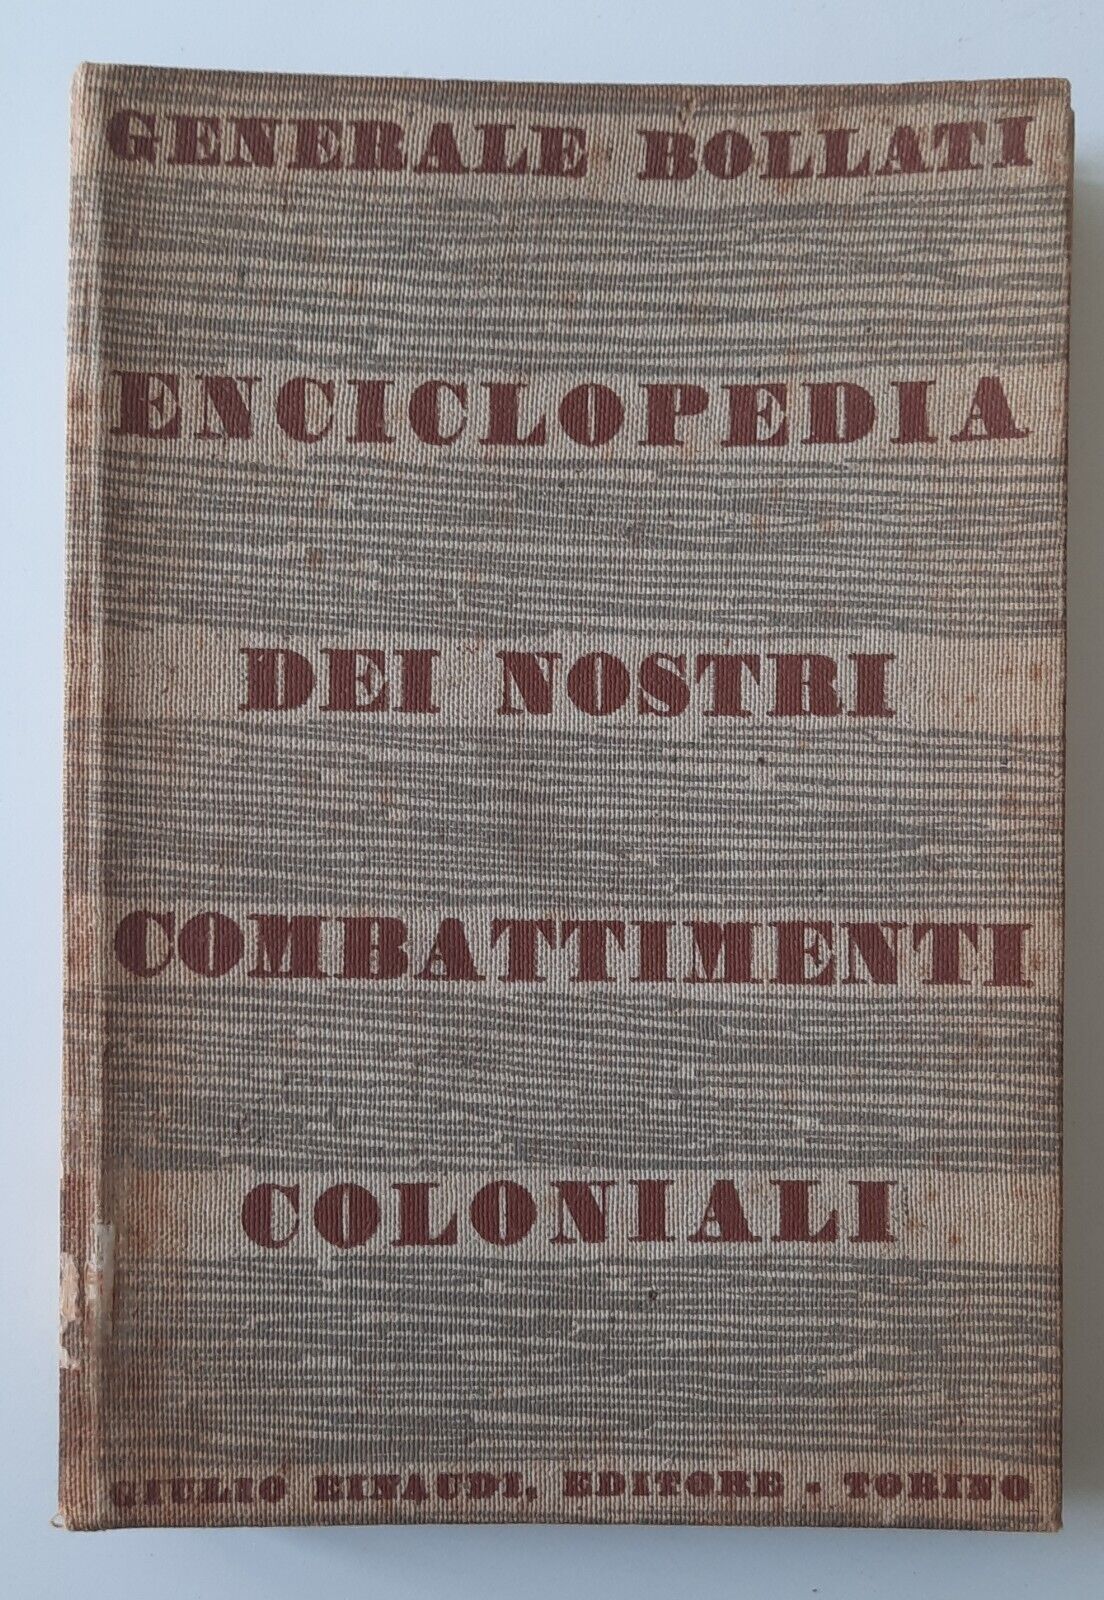 GENERALE BOLLATI
ENCICLOPEDIA
DEI NOSTRI
COMBATTIMENTI
COLONIALI
GIULIO EINAUDI, EDITORE - TORINO